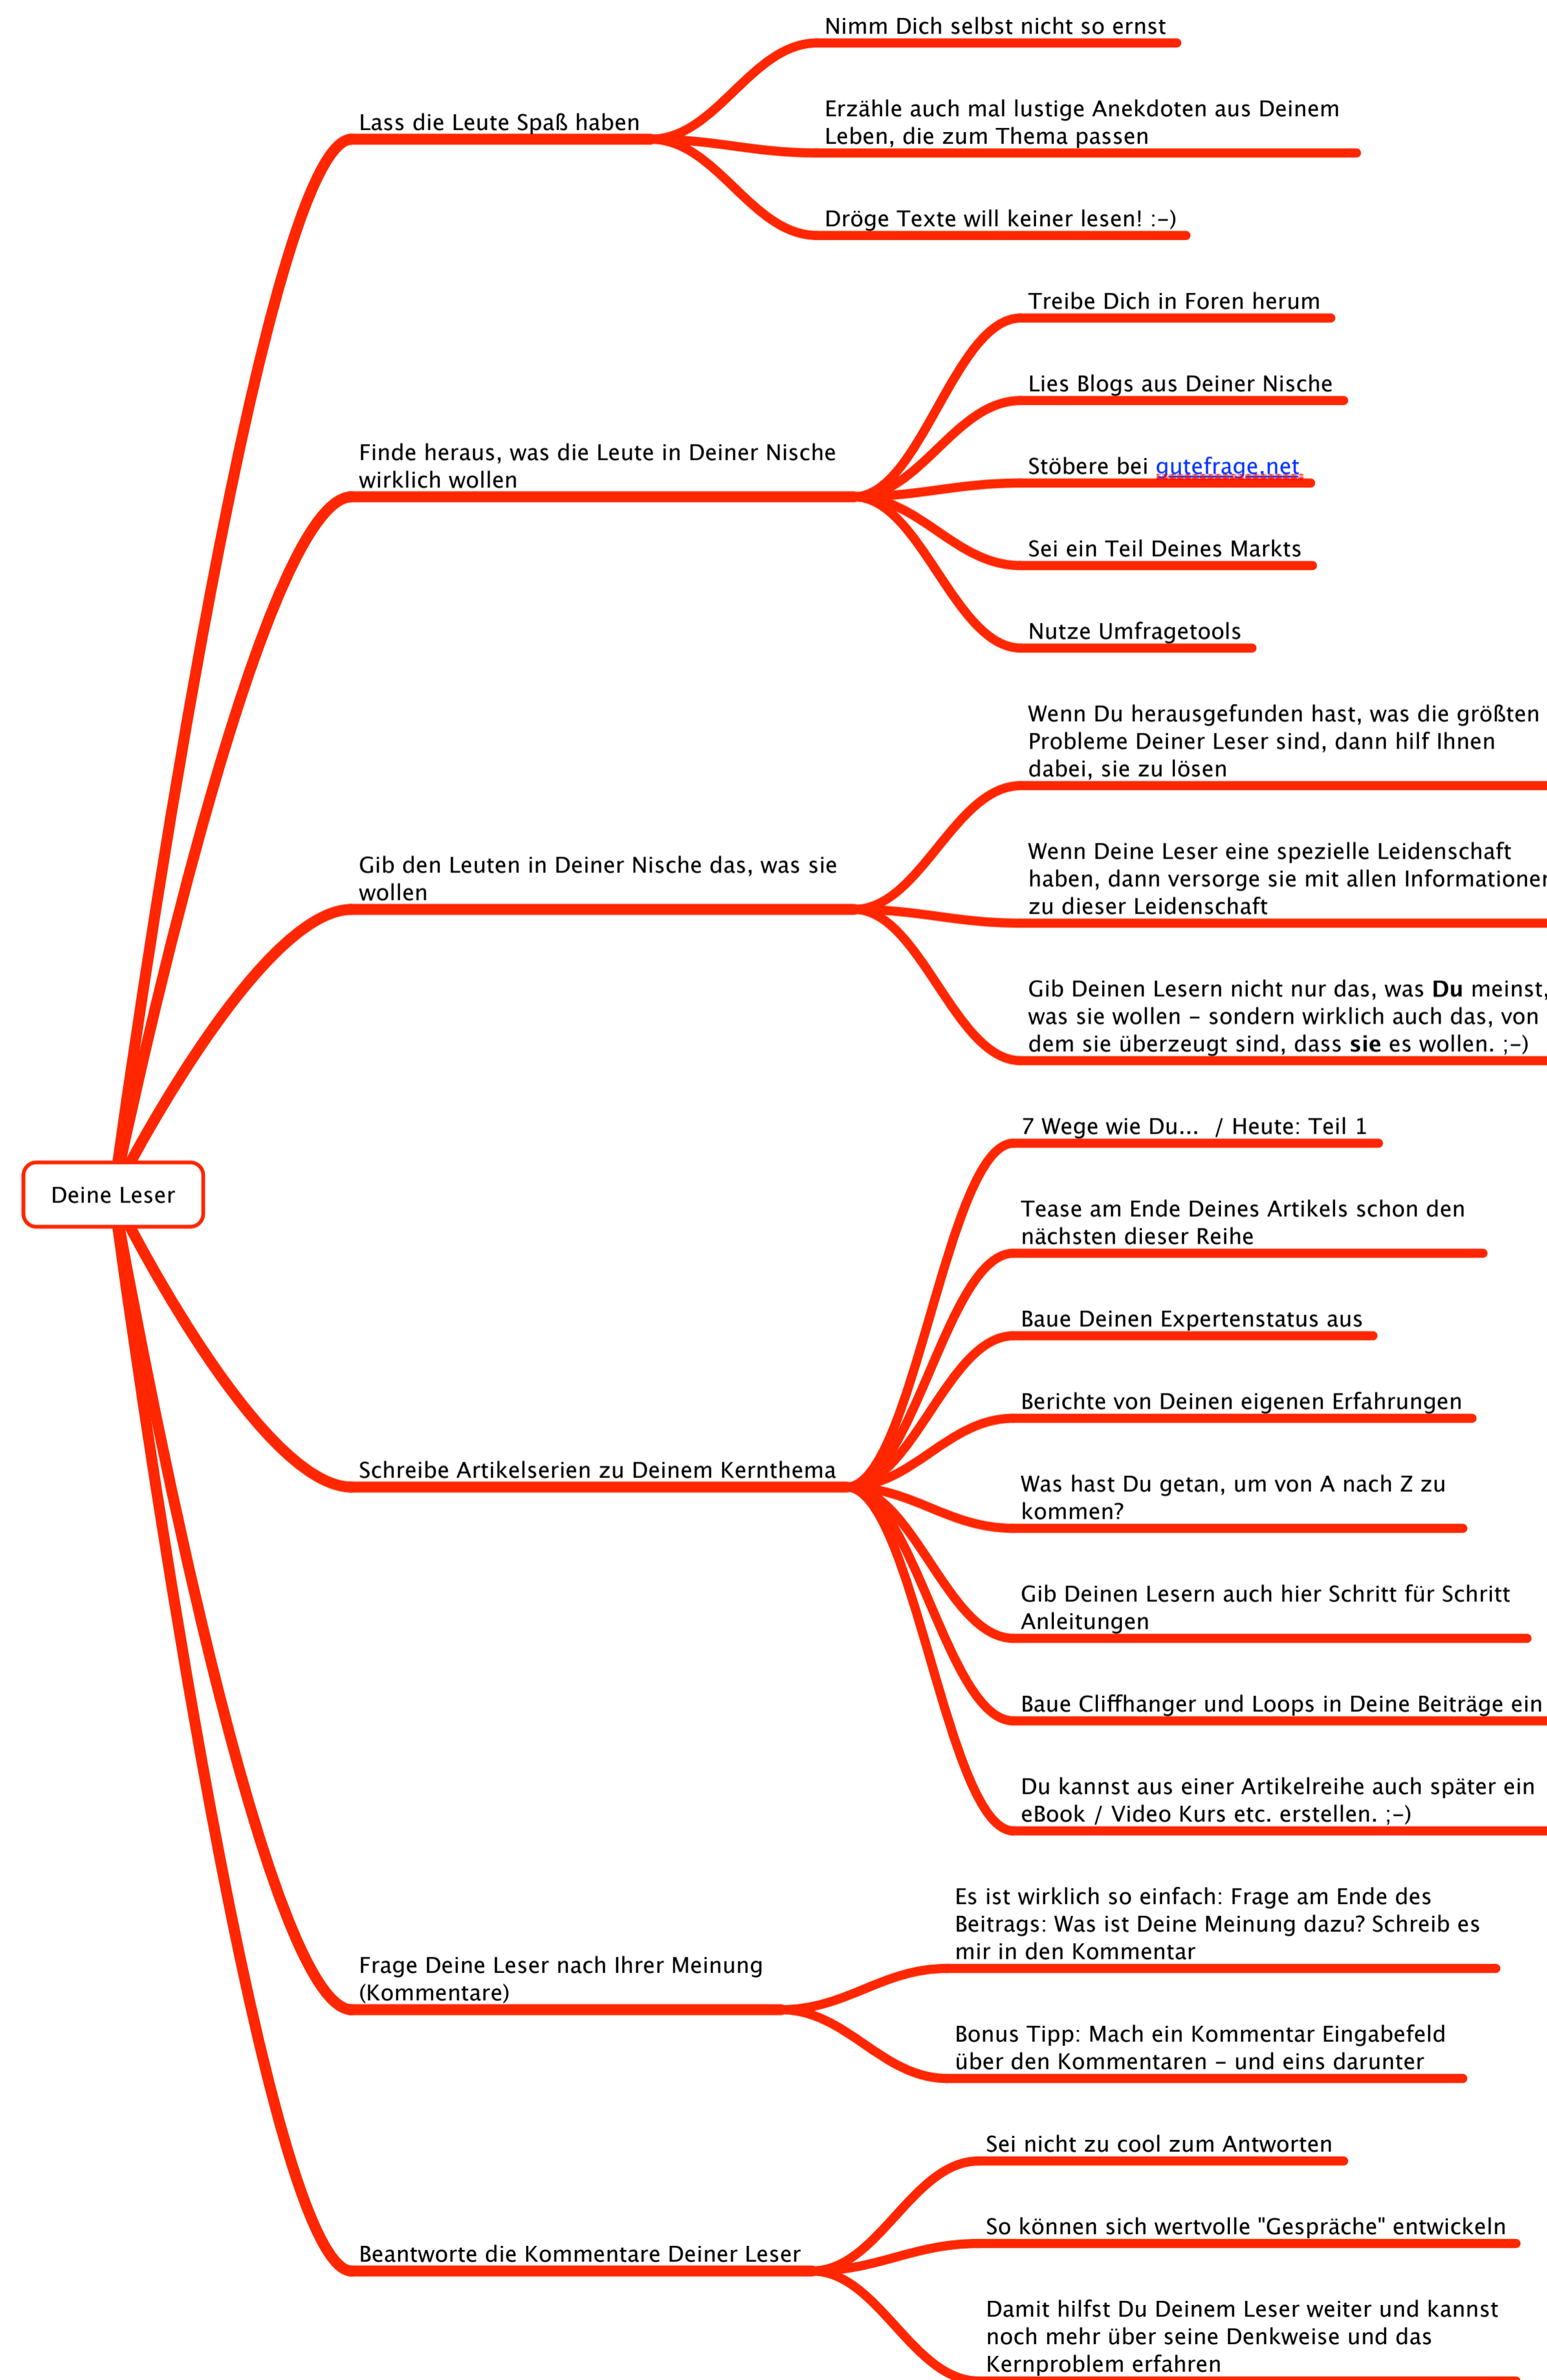 Nimm Dich selbst nicht so ernst
Erzähle auch mal lustige Anekdoten aus Deinem
Leben, die zum Thema passen
Lass die Leute Spaß haben
Dröge Texte will keiner lesen! :-)
Treibe Dich in Foren herum
Lies Blogs aus Deiner Nische
Finde heraus, was die Leute in Deiner Nische
wirklich wollen
Stöbere bei gutefrage.net
Sei ein Teil Deines Markts
Nutze Umfragetools
Wenn Du herausgefunden hast, was die größten
Probleme Deiner Leser sind, dann hilf Ihnen
dabei, sie zu lösen
Gib den Leuten in Deiner Nische das, was sie
wollen
Wenn Deine Leser eine spezielle Leidenschaft
haben, dann versorge sie mit allen Informationen
zu dieser Leidenschaft
Gib Deinen Lesern nicht nur das, was Du meinst,
was sie wollen – sondern wirklich auch das, von
dem sie überzeugt sind, dass sie es wollen. ;-)
Deine Leser
7 Wege wie Du... / Heute: Teil 1
Tease am Ende Deines Artikels schon den
nächsten dieser Reihe
Baue Deinen Expertenstatus aus
Berichte von Deinen eigenen Erfahrungen
Schreibe Artikelserien zu Deinem Kernthema
Was hast Du getan, um von A nach Z zu
kommen?
Gib Deinen Lesern auch hier Schritt für Schritt
Anleitungen
Baue Cliffhanger und Loops in Deine Beiträge ein
Du kannst aus einer Artikelreihe auch später ein
eBook / Video Kurs etc. erstellen. ;-)
Es ist wirklich so einfach: Frage am Ende des
Beitrags: Was ist Deine Meinung dazu? Schreib es
mir in den Kommentar
Frage Deine Leser nach Ihrer Meinung
(Kommentare)
Bonus Tipp: Mach ein Kommentar Eingabefeld
über den Kommentaren – und eins darunter
Sei nicht zu cool zum Antworten
So können sich wertvolle "Gespräche" entwickeln
Beantworte die Kommentare Deiner Leser
Damit hilfst Du Deinem Leser weiter und kannst
noch mehr über seine Denkweise und das
Kernproblem erfahren